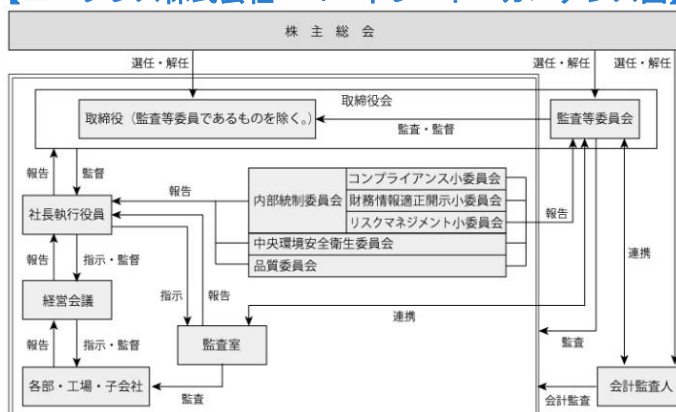 株主総会
選任・解任
選任・解任
選任・解任
取締役会
取締役（監査等委員であるものを除く。）
監査・監督
監査等委員会
報告
監督
報告
内部統制委員会
コンプライアンス小委員会
財務情報適正開示小委員会
リスクマネジメント小委員会
中央環境安全衛生委員会
品質委員会
報告
社長執行役員
報告
指示・監督
指示
報告
連携
連携
経営会議
報告
指示・監督
監査室
監査
監査
各部・工場・子会社
会計監査
会計監査人